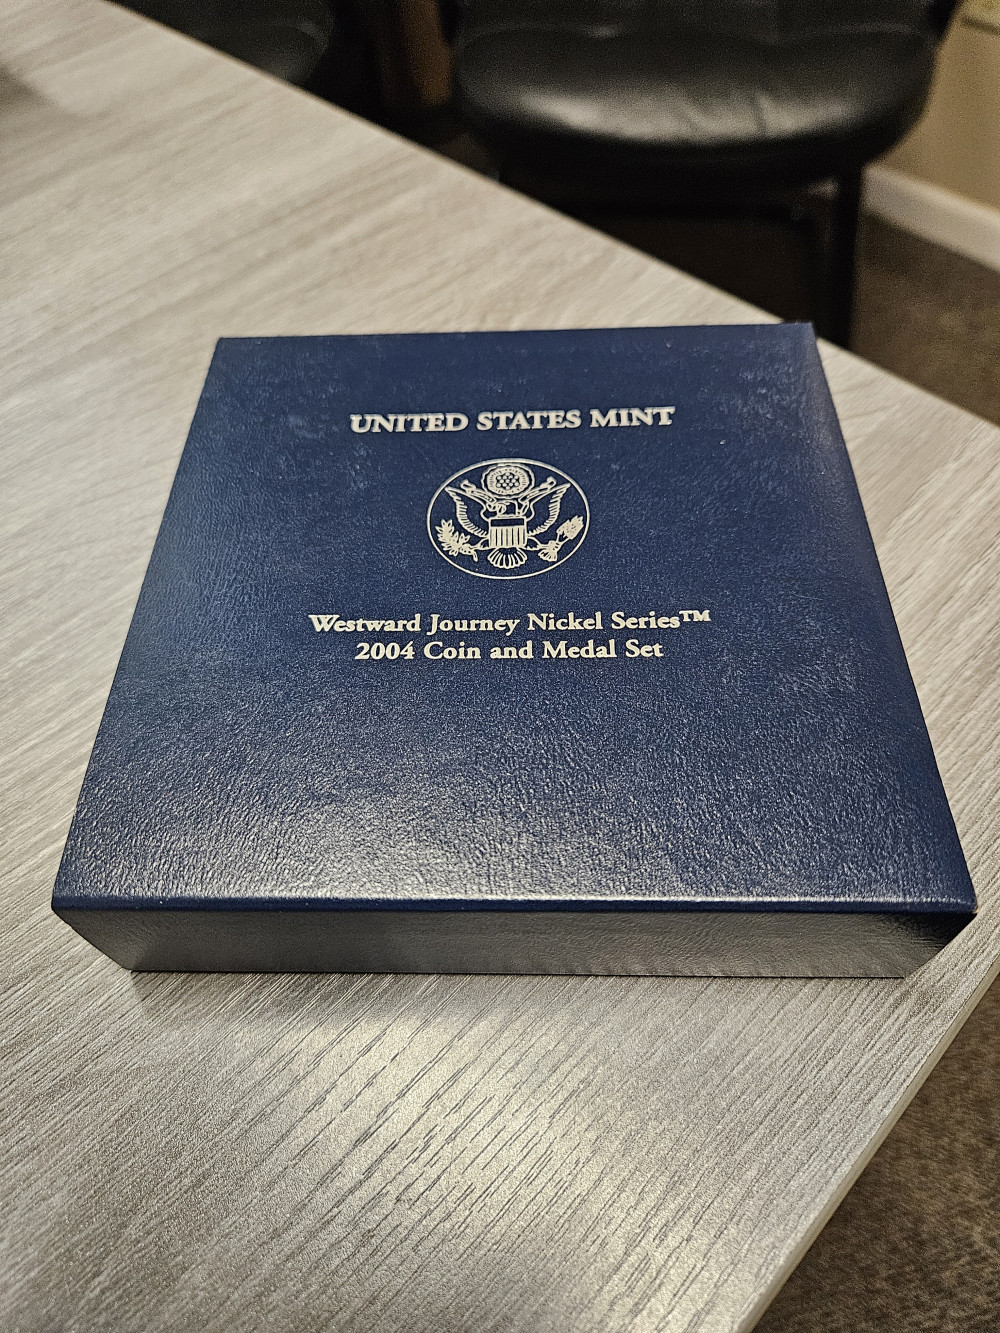 UNITED STATES MINT
Westward Journey Nickel Series™
2004 Coin and Medal Set